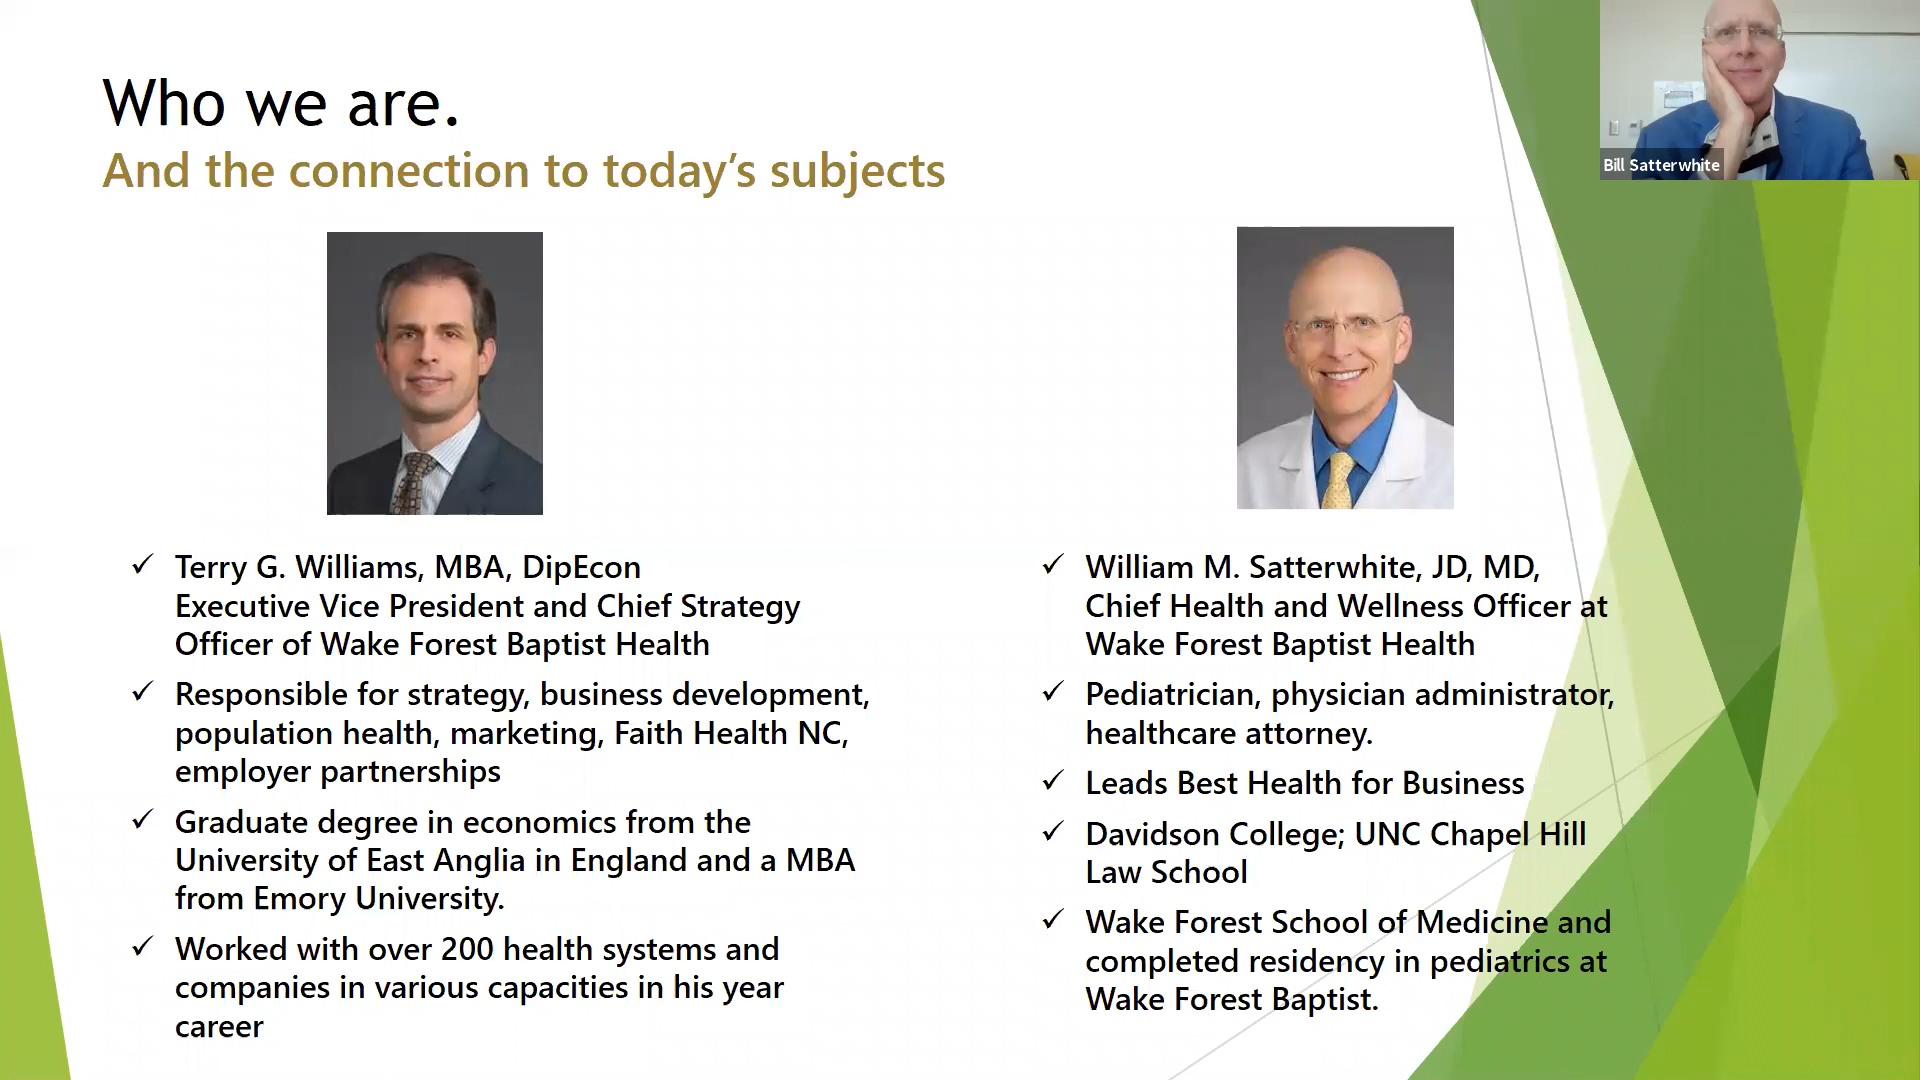 Who we are.
And the connection to today's subjects
Bill Satterwhite
Terry G. Williams, MBA, DipEcon
Executive Vice President and Chief Strategy
Officer of Wake Forest Baptist Health
Responsible for strategy, business development,
population health, marketing, Faith Health NC,
employer partnerships
Graduate degree in economics from the
University of East Anglia in England and a MBA
from Emory University.
Worked with over 200 health systems and
companies in various capacities in his year
career
William M. Satterwhite, JD, MD,
Chief Health and Wellness Officer at
Wake Forest Baptist Health
Pediatrician, physician administrator,
healthcare attorney.
Leads Best Health for Business
Davidson College; UNC Chapel Hill
Law School
Wake Forest School of Medicine and
completed residency in pediatrics at
Wake Forest Baptist.